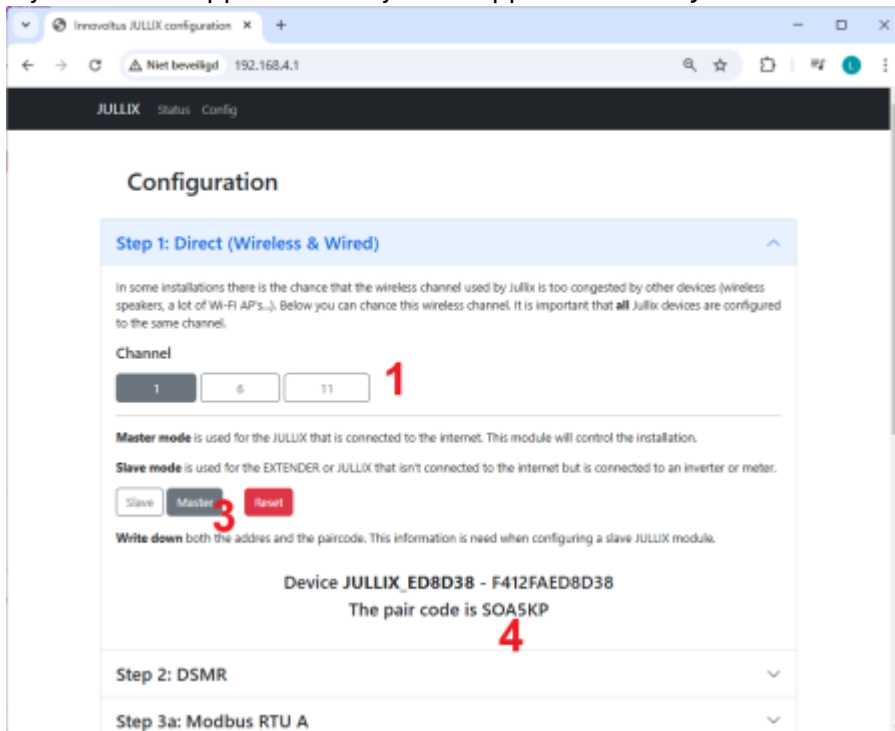 Innovoltus JULLIX configuration
Niet beveiligd 192.168.4.1
JULLIX Status Config
Configuration
Step 1: Direct (Wireless & Wired)
In some installations there is the chance that the wireless channel used by Jullix is too congested by other devices (wireless
speakers, a lot of Wi-Fi AP's...). Below you can chance this wireless channel. It is important that all Jullix devices are configured
to the same channel.
Channel
1 6 11 1
Master mode is used for the JULLIX that is connected to the internet. This module will control the installation.
Slave mode is used for the EXTENDER or JULLIX that isn't connected to the internet but is connected to an inverter or meter.
Slave Master Reset
3
Write down both the addres and the paircode. This information is need when configuring a slave JULLIX module.
Device JULLIX_ED8D38 - F412FAED8D38
The pair code is SOA5KP
4
Step 2: DSMR
Step 3a: Modbus RTU A